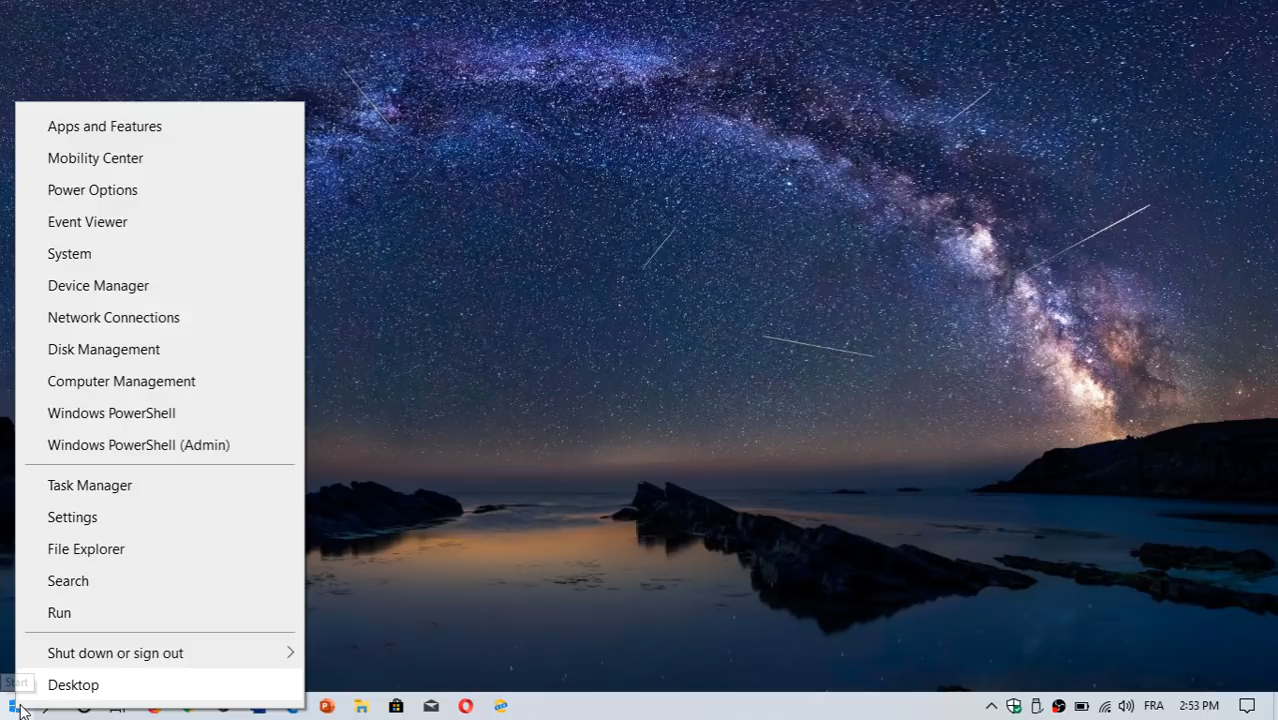 Apps and Features
Mobility Center
Power Options
Event Viewer
System
Device Manager
Network Connections
Disk Management
Computer Management
Windows PowerShell
Windows PowerShell (Admin)
Task Manager
Settings
File Explorer
Search
Run
Shut down or sign out
Start
Desktop
FRA
2:53 PM